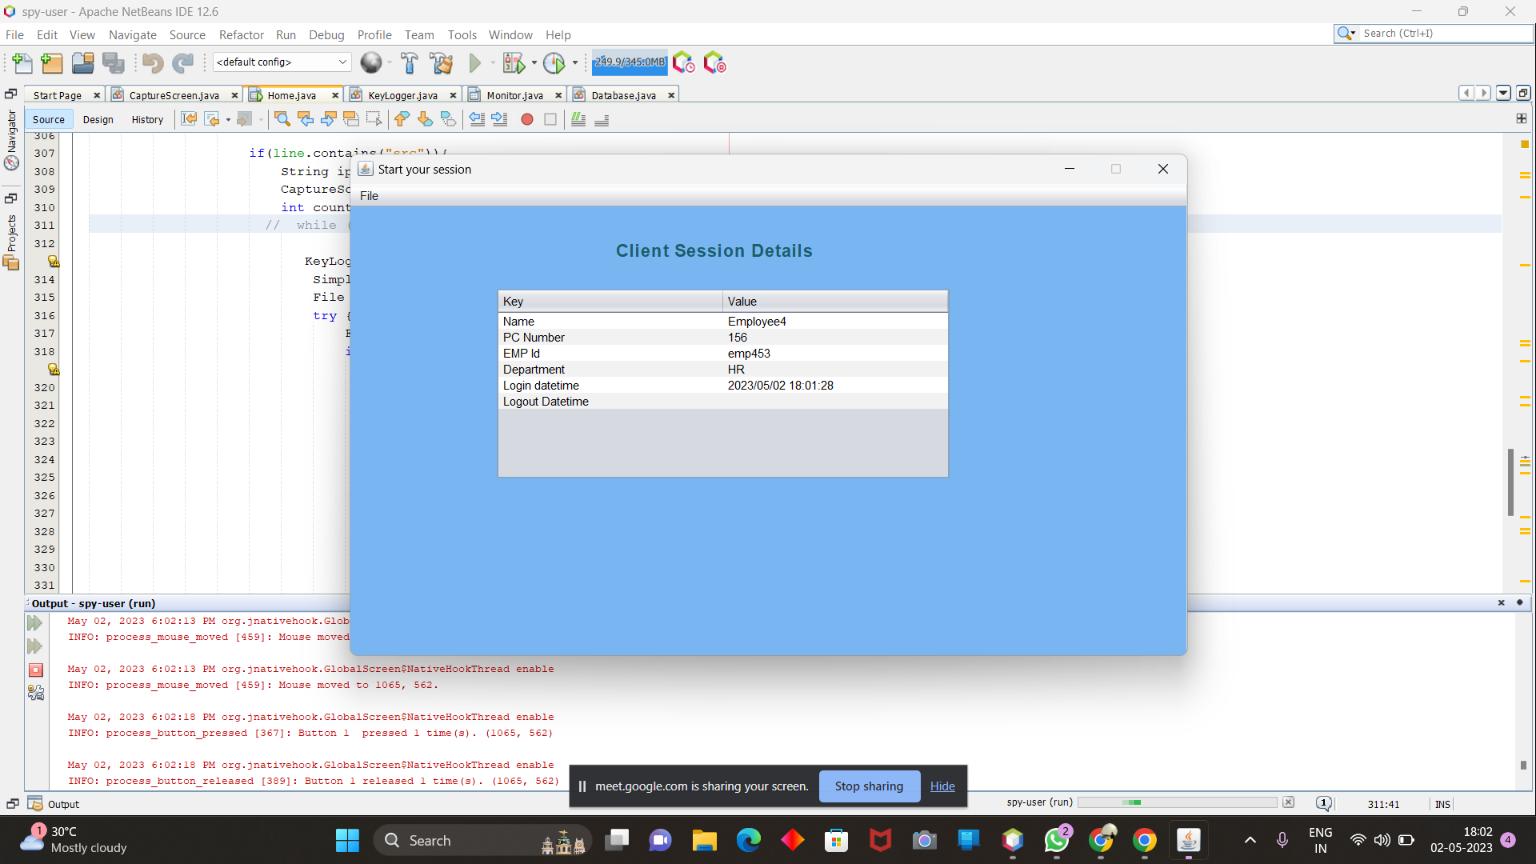 spy-user - Apache NetBeans IDE 12.6
File Edit View Navigate Source Refactor Run Debug Profile Team Tools Window Help
Search (Ctrl+I)
<default config>
249.9/345.0MB
Start Page CaptureScreen.java Home.java KeyLogger.java Monitor.java Database.java
Source Design History
Navigator
Projects
306
307 if(line.contains("src")){
308 String ip
309 CaptureSc
310 int count
311 // while (
312
KeyLog
314 Simpl
315 File
316 try {
317
318
320
321
322
323
324
325
326
327
328
329
330
331
Start your session
File
Client Session Details
Key Value
Name Employee4
PC Number 156
EMP Id emp453
Department HR
Login datetime 2023/05/02 18:01:28
Logout Datetime
Output - spy-user (run)
May 02, 2023 6:02:13 PM org.jnativehook.Glob
INFO: process_mouse_moved [459]: Mouse moved
May 02, 2023 6:02:13 PM org.jnativehook.GlobalScreen$NativeHookThread enable
INFO: process_mouse_moved [459]: Mouse moved to 1065, 562.
May 02, 2023 6:02:18 PM org.jnativehook.GlobalScreen$NativeHookThread enable
INFO: process_button_pressed [367]: Button 1 pressed 1 time(s). (1065, 562)
May 02, 2023 6:02:18 PM org.jnativehook.GlobalScreen$NativeHookThread enable
INFO: process_button_released [389]: Button 1 released 1 time(s). (1065, 562)
meet.google.com is sharing your screen. Stop sharing Hide
Output
spy-user (run) 1 311:41 INS
1 30°C
Mostly cloudy
Search
2
ENG
IN
18:02
02-05-2023
4